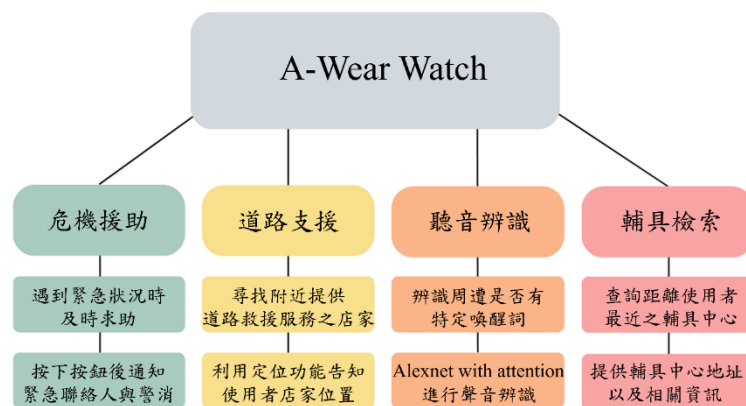 A-Wear Watch
危機援助
道路支援
聽音辨識
輔具檢索
遇到緊急狀況時
及時求助
尋找附近提供
道路救援服務之店家
辨識周遭是否有
特定喚醒詞
查詢距離使用者
最近之輔具中心
按下按鈕後通知
緊急聯絡人與警消
利用定位功能告知
使用者店家位置
Alexnet with attention
進行聲音辨識
提供輔具中心地址
以及相關資訊